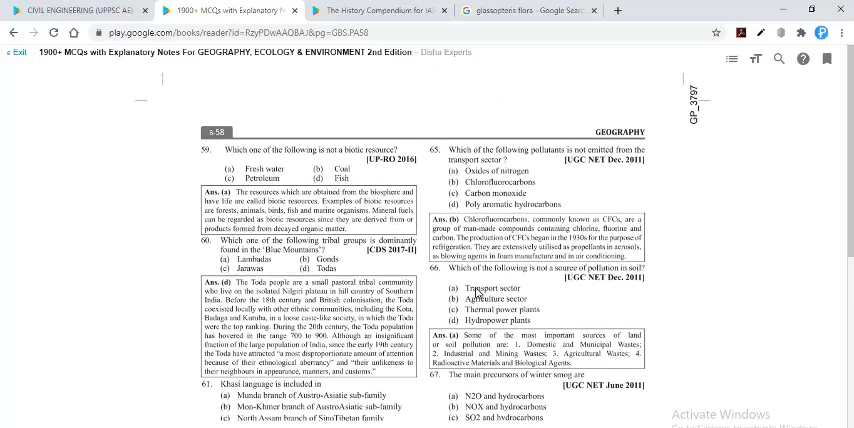 CIVIL ENGINEERING (UPPSC AE)
1900+ MCQs with Explanatory N
The History Compendium for IA
glassopteris flora - Google Searc
play.google.com/books/reader?id=RzyPDwAAQBAJ&pg=GBS.PA58
« Exit 1900+ MCQs with Explanatory Notes For GEOGRAPHY, ECOLOGY & ENVIRONMENT 2nd Edition – Disha Experts
GP_3797
B-58
GEOGRAPHY
59. Which one of the following is not a biotic resource?
[UP-RO 2016]
(a) Fresh water (b) Coal
(c) Petroleum (d) Fish
Ans. (a) The resources which are obtained from the biosphere and
have life are called biotic resources. Examples of biotic resources
are forests, animals, birds, fish and marine organisms. Mineral fuels
can be regarded as biotic resources since they are derived from or
products formed from decayed organic matter.
60. Which one of the following tribal groups is dominantly
found in the 'Blue Mountains'? [CDS 2017-II]
(a) Lambadas (b) Gonds
(c) Jarawas (d) Todas
Ans. (d) The Toda people are a small pastoral tribal community
who live on the isolated Nilgiri plateau in hill country of Southern
India. Before the 18th century and British colonisation, the Toda
coexisted locally with other ethnic communities, including the Kota,
Badaga and Kuruba, in a loose caste-like society, in which the Toda
were the top ranking. During the 20th century, the Toda population
has hovered in the range 700 to 900. Although an insignificant
fraction of the large population of India, since the early 19th century
the Toda have attracted "a most disproportionate amount of attention
because of their ethnological aberrancy" and "their unlikeness to
their neighbours in appearance, manners, and customs."
61. Khasi language is included in
(a) Munda branch of Austro-Asiatic sub-family
(b) Mon-Khmer branch of AustroAsiatic sub-family
(c) North Assam branch of SinoTibetan family
65. Which of the following pollutants is not emitted from the
transport sector ? [UGC NET Dec. 2011]
(a) Oxides of nitrogen
(b) Chlorofluorocarbons
(c) Carbon monoxide
(d) Poly aromatic hydrocarbons
Ans. (b) Chlorofluorocarbons, commonly known as CFCs, are a
group of man-made compounds containing chlorine, fluorine and
carbon. The production of CFCs began in the 1930s for the purpose of
refrigeration. They are extensively utilised as propellants in aerosols,
as blowing agents in foam manufacture and in air conditioning.
66. Which of the following is not a source of pollution in soil?
[UGC NET Dec. 2011]
(a) Transport sector
(b) Agriculture sector
(c) Thermal power plants
(d) Hydropower plants
Ans. (a) Some of the most important sources of land
or soil pollution are: 1. Domestic and Municipal Wastes;
2. Industrial and Mining Wastes; 3. Agricultural Wastes; 4.
Radioactive Materials and Biological Agents.
67. The main precursors of winter smog are
[UGC NET June 2011]
(a) N2O and hydrocarbons
(b) NOX and hydrocarbons
(c) SO2 and hydrocarbons
Activate Windows